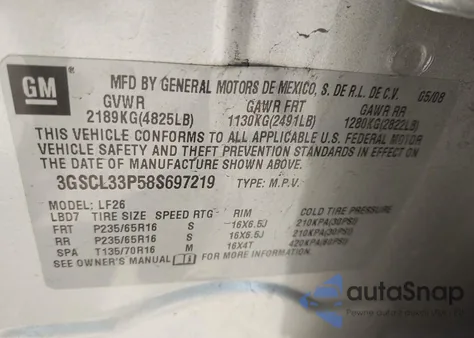 GM
MFD BY GENERAL MOTORS DE MEXICO, S. DE R.L. DE C.V. 05/08
GVWR GAWR FRT GAWR RR
2189KG(4825LB) 1130KG(2491LB) 1280KG(2822LB)
THIS VEHICLE CONFORMS TO ALL APPLICABLE U.S. FEDERAL MOTOR
VEHICLE SAFETY AND THEFT PREVENTION STANDARDS IN EFFECT ON
THE DATE OF MANUFACTURE SHOWN ABOVE.
3GSCL33P58S697219 TYPE: M.P.V.
MODEL: LF26
LBD7 TIRE SIZE SPEED RTG RIM COLD TIRE PRESSURE
FRT P235/65R16 S 16X6.5J 210KPA(30PSI)
RR P235/65R16 S 16X6.5J 210KPA(30PSI)
SPA T135/70R16 M 16X4T 420KPA(60PSI)
SEE OWNER'S MANUAL FOR MORE INFORMATION
autoSnap